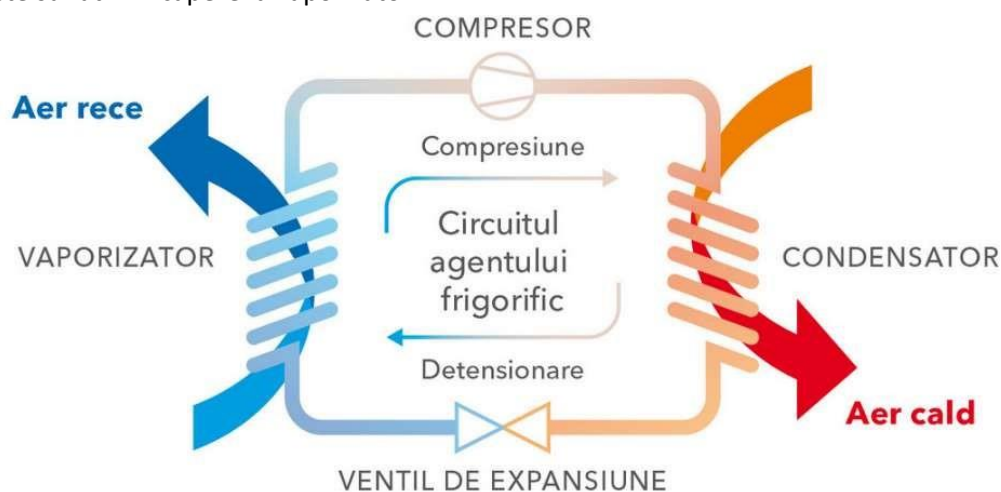 COMPRESOR
Aer rece
Compresiune
Circuitul
agentului
frigorific
VAPORIZATOR
CONDENSATOR
Detensionare
Aer cald
VENTIL DE EXPANSIUNE